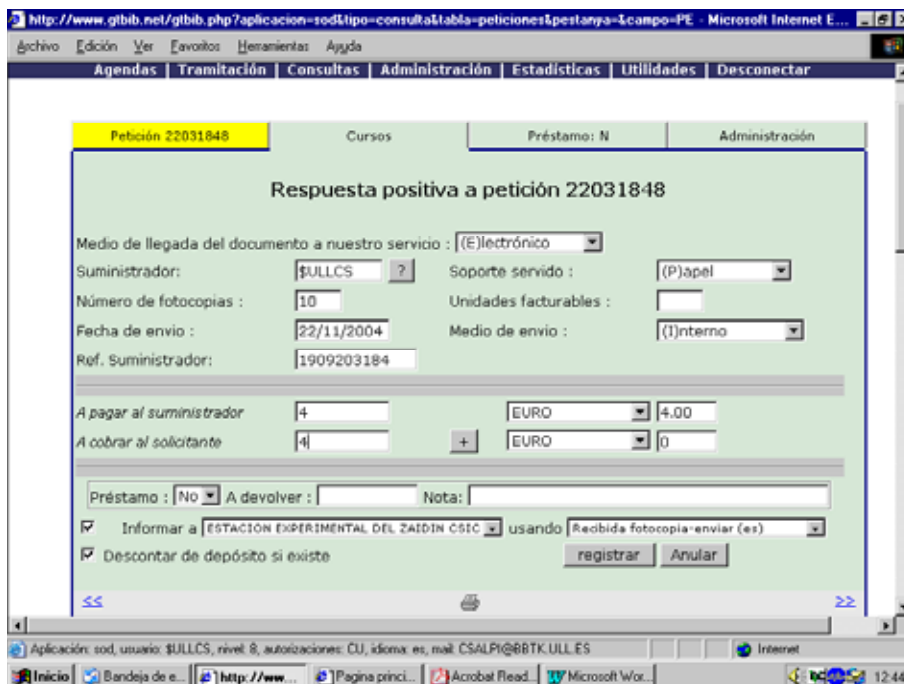 http://www.gtbib.net/gtbib.php?aplicacion=sod&tipo=consulta&tabla=peticiones&pestanya=&campo=PE - Microsoft Internet E...
Archivo Edición Ver Favoritos Herramientas Ayuda
Agendas | Tramitación | Consultas | Administración | Estadísticas | Utilidades | Desconectar
Petición 22031848 Cursos Préstamo: N Administración
Respuesta positiva a petición 22031848
Medio de llegada del documento a nuestro servicio : (E)lectrónico
Suministrador: $ULLCS ? Soporte servido : (P)apel
Número de fotocopias : 10 Unidades facturables :
Fecha de envio : 22/11/2004 Medio de envio : (I)nterno
Ref. Suministrador: 1909203184
A pagar al suministrador 4 EURO 4.00
A cobrar al solicitante 4 + EURO 0
Préstamo : No A devolver : Nota:
Informar a ESTACION EXPERIMENTAL DEL ZAIDIN CSIC usando Recibida fotocopia-enviar (es)
Descontar de depósito si existe registrar Anular
<< >>
Aplicación: sod, usuario: $ULLCS, nivel: 8, autorizaciones: CU, idioma: es, mail: CSALPI@BBTK.ULL.ES Internet
Inicio Bandeja de e... http://ww... Pagina princi... Acrobat Read... Microsoft Wor... 12:44